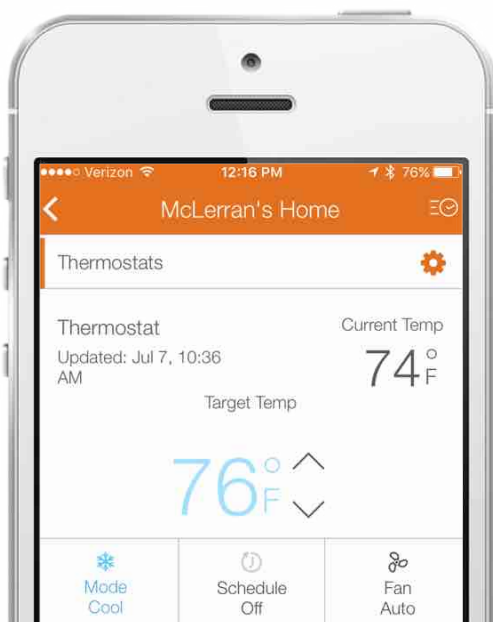 Verizon 12:16 PM 76%
McLerran's Home
Thermostats
Thermostat
Current Temp
Updated: Jul 7, 10:36
AM
74°F
Target Temp
76°F
Mode
Cool
Schedule
Off
Fan
Auto